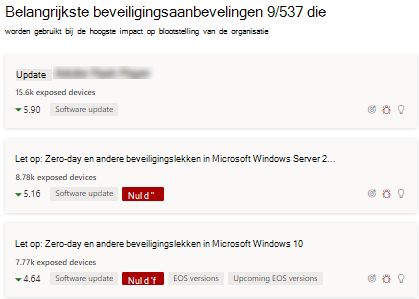 Belangrijkste beveiligingsaanbevelingen 9/537 die
worden gebruikt bij de hoogste impact op blootstelling van de organisatie
Update
15.6k exposed devices
5.90 Software update
Let op: Zero-day en andere beveiligingslekken in Microsoft Windows Server 2...
8.78k exposed devices
5.16 Software update Nul d "
Let op: Zero-day en andere beveiligingslekken in Microsoft Windows 10
7.77k exposed devices
4.64 Software update Nul d 'f EOS versions Upcoming EOS versions